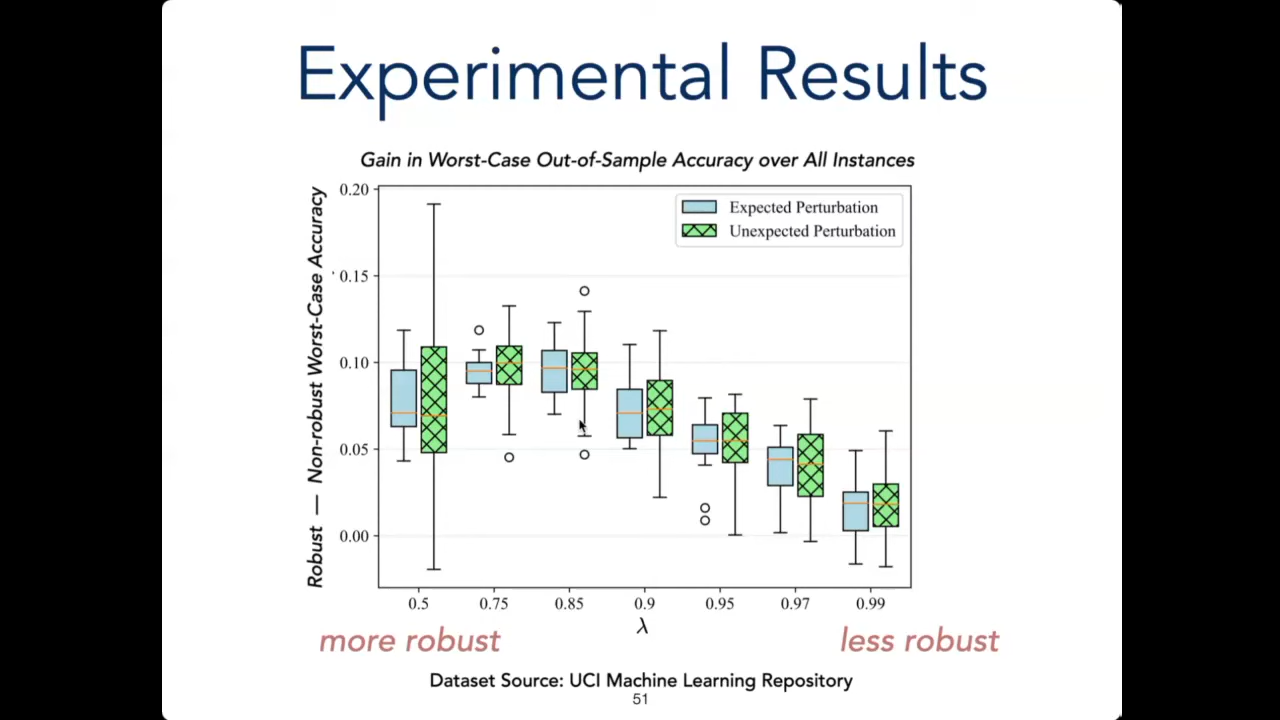 Experimental Results
Gain in Worst-Case Out-of-Sample Accuracy over All Instances
Robust — Non-robust Worst-Case Accuracy
0.20
0.15
0.10
0.05
0.00
Expected Perturbation
Unexpected Perturbation
0.5 0.75 0.85 0.9 0.95 0.97 0.99
λ
more robust less robust
Dataset Source: UCI Machine Learning Repository
51